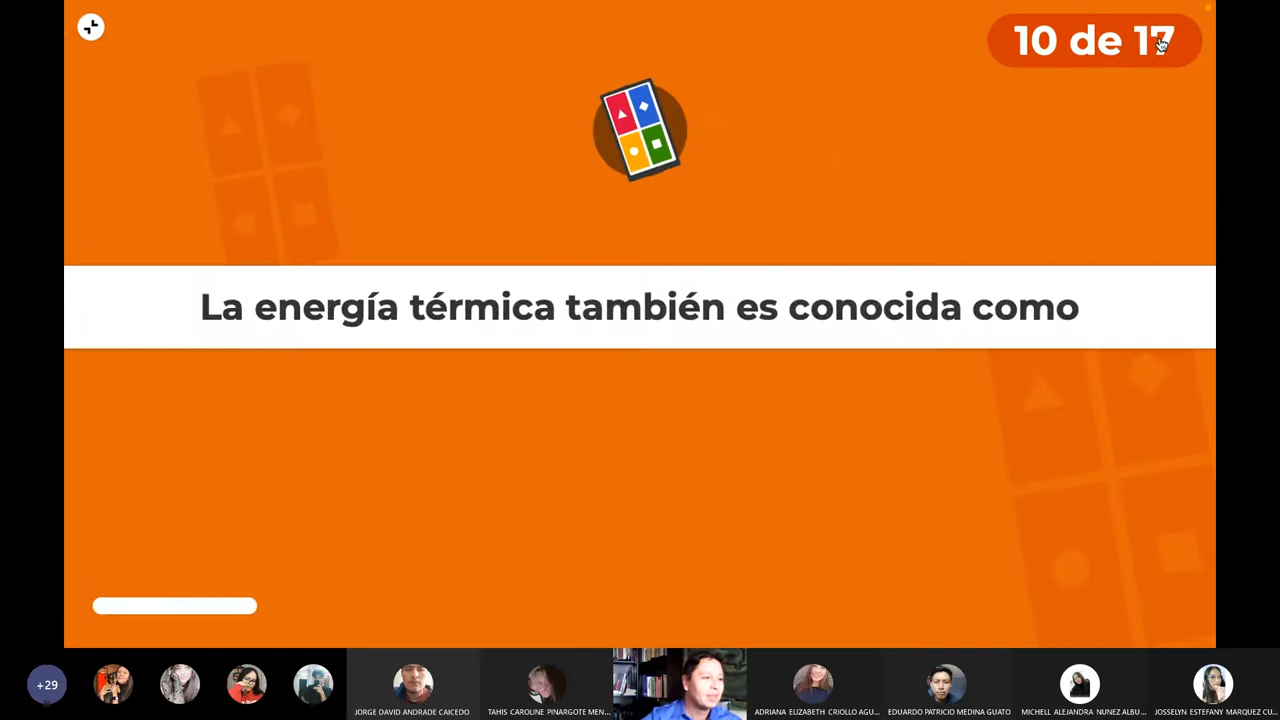 10 de 17
La energía térmica también es conocida como
+29
JORGE DAVID ANDRADE CAICEDO
TAHIS CAROLINE PINARGOTE MEN...
ADRIANA ELIZABETH CRIOLLO AGU...
EDUARDO PATRICIO MEDINA GUATO
MICHELL ALEJANDRA NUNEZ ALBU...
JOSSELYN ESTEFANY MARQUEZ CU...